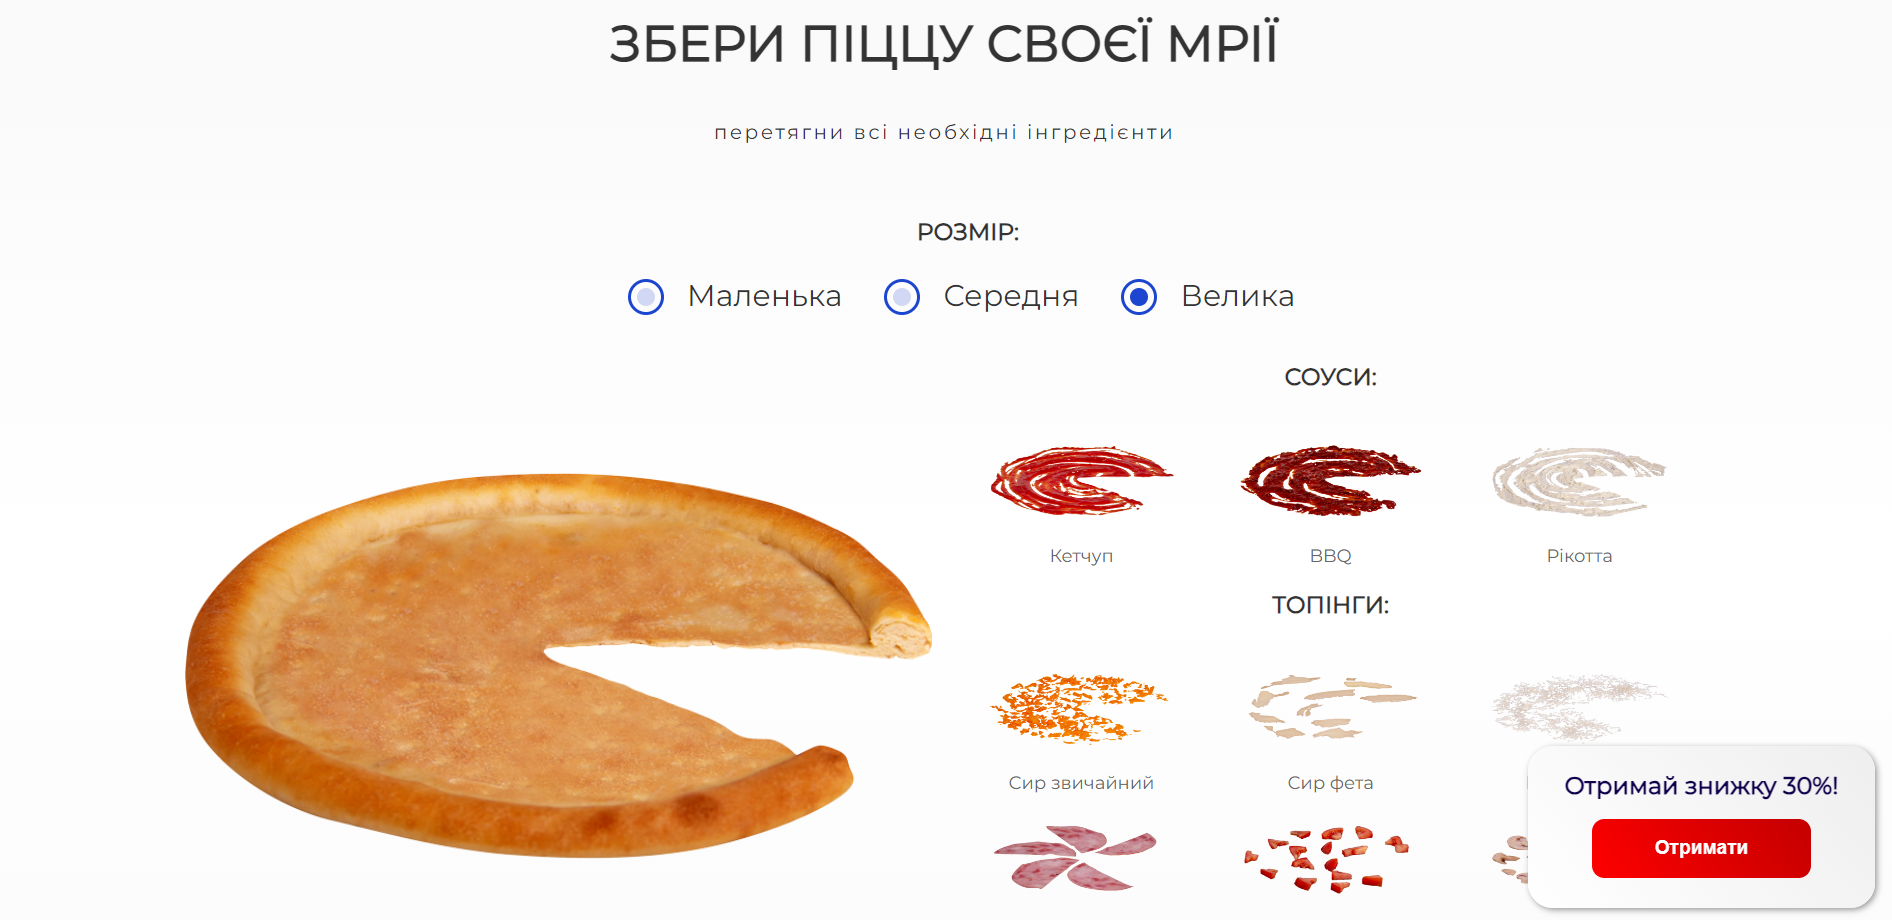 ЗБЕРИ ПІЦЦУ СВОЄЇ МРІЇ
перетягни всі необхідні інгредієнти
РОЗМІР:
Маленька Середня Велика
СОУСИ:
Кетчуп BBQ Рікотта
ТОПІНГИ:
Сир звичайний Сир фета
Отримай знижку 30%!
Отримати